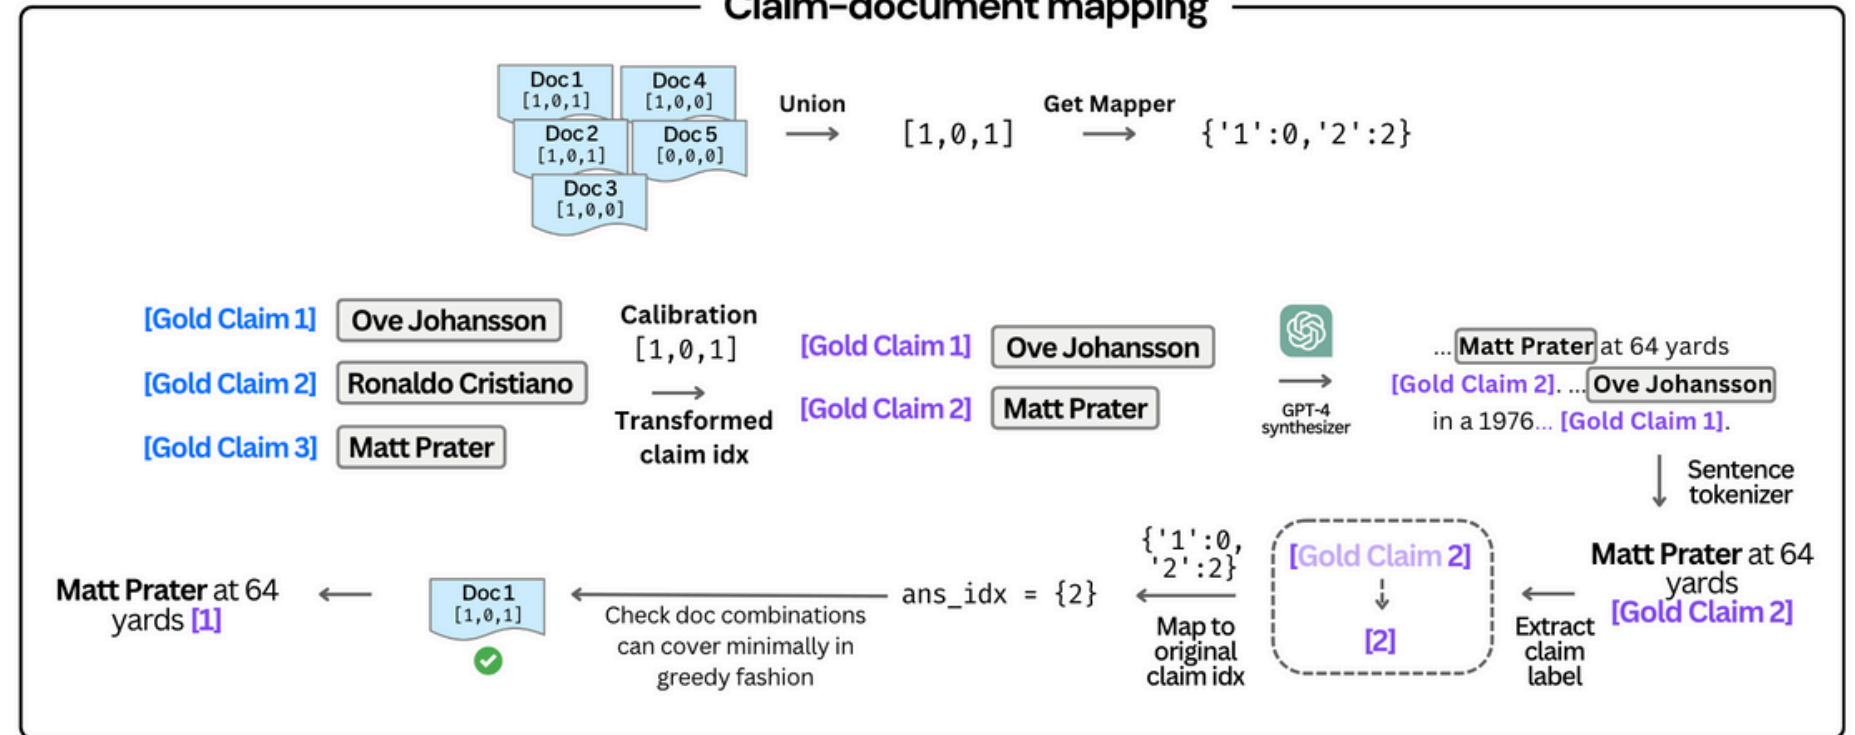 Claim-document mapping
Doc 1
[1,0,1]
Doc 4
[1,0,0]
Doc 2
[1,0,1]
Doc 5
[0,0,0]
Doc 3
[1,0,0]
Union
[1,0,1]
Get Mapper
{'1':0,'2':2}
[Gold Claim 1] Ove Johansson
[Gold Claim 2] Ronaldo Cristiano
[Gold Claim 3] Matt Prater
Calibration
[1,0,1]
Transformed
claim idx
[Gold Claim 1] Ove Johansson
[Gold Claim 2] Matt Prater
GPT-4
synthesizer
... Matt Prater at 64 yards
[Gold Claim 2]. ... Ove Johansson
in a 1976... [Gold Claim 1].
Sentence
tokenizer
Matt Prater at 64
yards
[Gold Claim 2]
Extract
claim
label
[Gold Claim 2]
[2]
{'1':0,
'2':2}
Map to
original
claim idx
ans_idx = {2}
Check doc combinations
can cover minimally in
greedy fashion
Doc 1
[1,0,1]
Matt Prater at 64
yards [1]